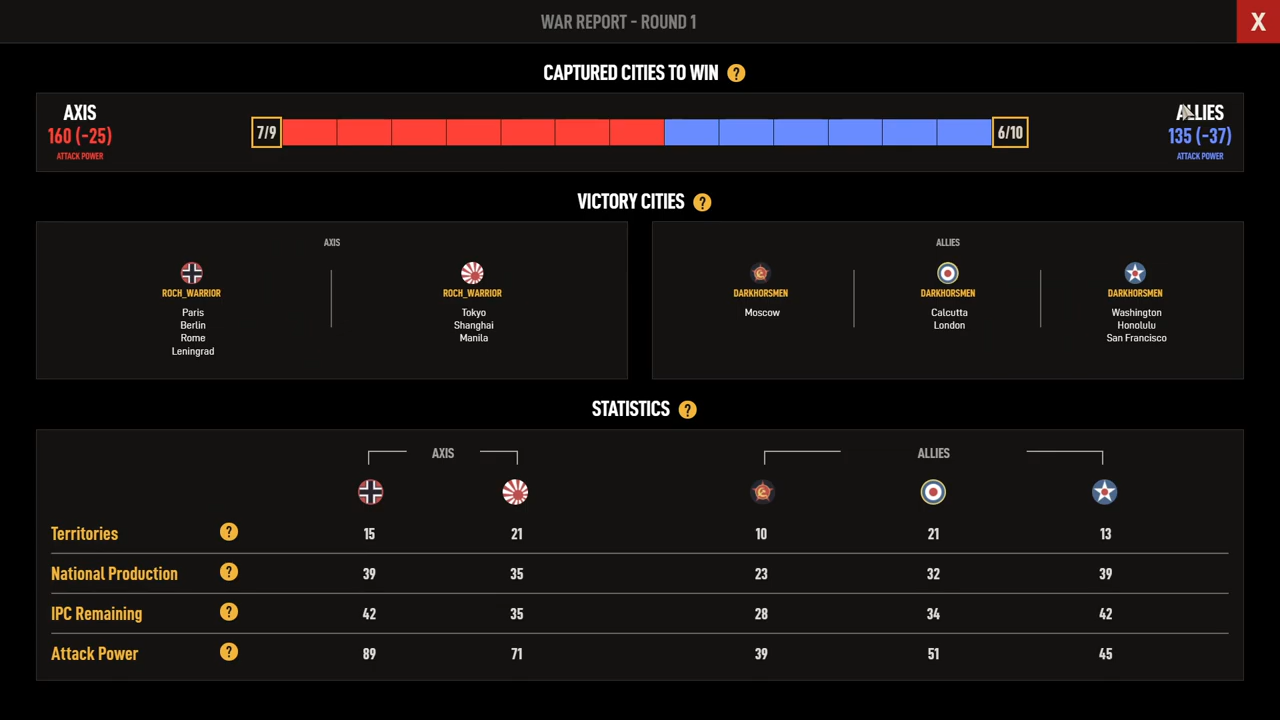 WAR REPORT - ROUND 1
X
CAPTURED CITIES TO WIN ?
AXIS
160 (-25)
ATTACK POWER
7/9
6/10
ALLIES
135 (-37)
ATTACK POWER
VICTORY CITIES ?
AXIS
ROCH_WARRIOR
Paris
Berlin
Rome
Leningrad
ROCH_WARRIOR
Tokyo
Shanghai
Manila
ALLIES
DARKHORSMEN
Moscow
DARKHORSMEN
Calcutta
London
DARKHORSMEN
Washington
Honolulu
San Francisco
STATISTICS ?
AXIS ALLIES
Territories ? 15 21 10 21 13
National Production ? 39 35 23 32 39
IPC Remaining ? 42 35 28 34 42
Attack Power ? 89 71 39 51 45